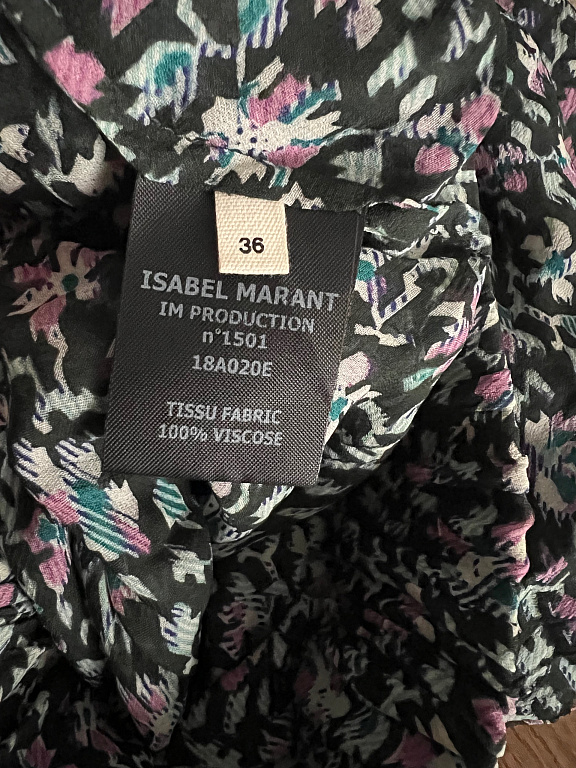 36
ISABEL MARANT
IM PRODUCTION
n°1501
18A020E
TISSU FABRIC
100% VISCOSE